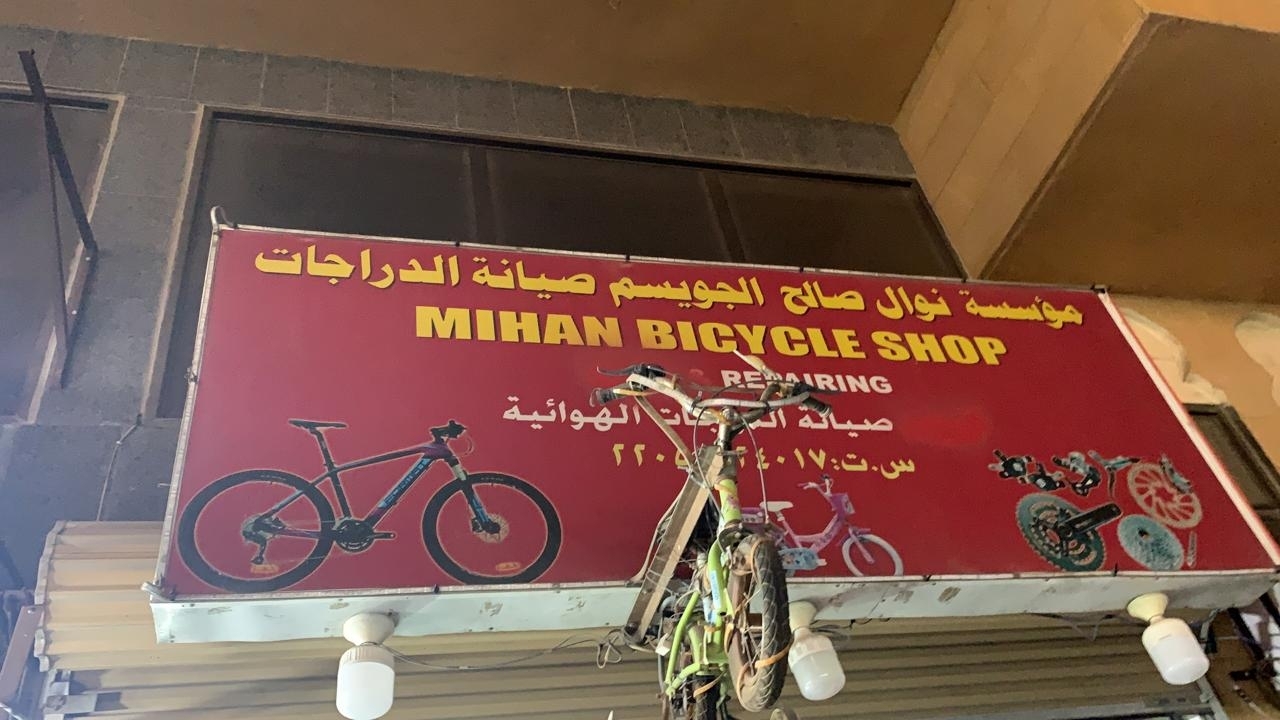 مؤسسة نوال صالح الجويسم صيانة الدراجات
MIHAN BICYCLE SHOP
REPAIRING
صيانة الهوائية
س.ت: